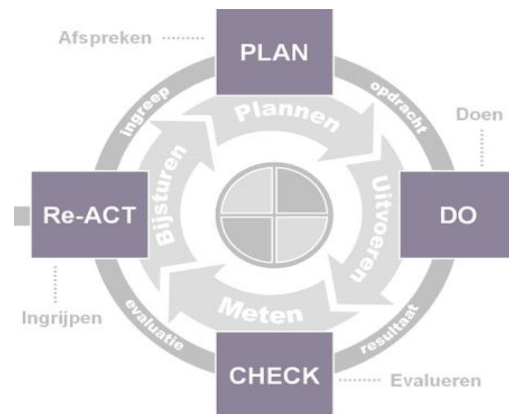 Afspreken
PLAN
ingreep
Plannen
opdracht
Doen
Re-ACT
Bijsturen
Uitvoeren
DO
Ingrijpen
evaluatie
Meten
resultaat
CHECK
Evalueren